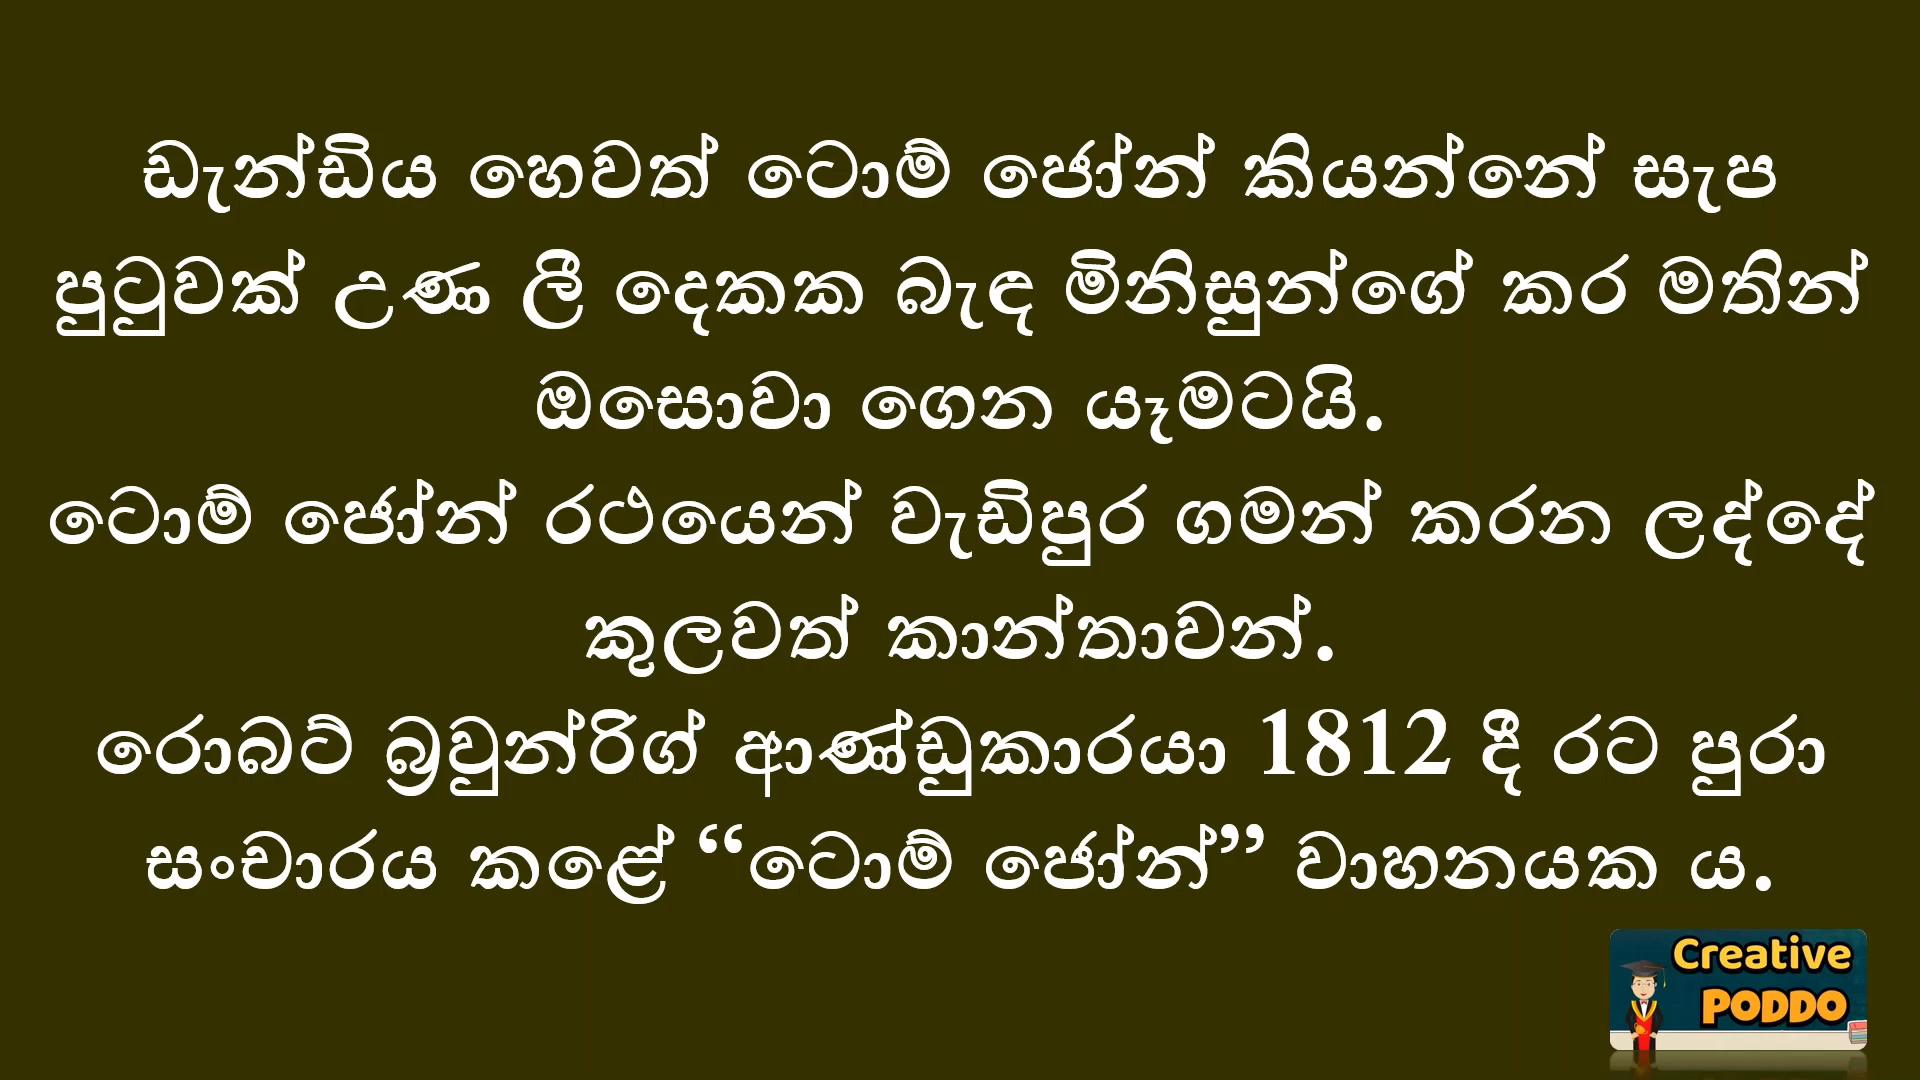 ඩැන්ඩිය හෙවත් ටොම් ජෝන් කියන්නේ සැප
පුටුවක් උණ ලී දෙකක බැඳ මිනිසුන්ගේ කර මතින්
ඔසොවා ගෙන යෑමටයි.
ටොම් ජෝන් රථයෙන් වැඩිපුර ගමන් කරන ලද්දේ
කුලවත් කාන්තාවන්.
රොබට් බ්‍රවුන්රිග් ආණ්ඩුකාරයා 1812 දී රට පුරා
සංචාරය කළේ “ටොම් ජෝන්” වාහනයක ය.
Creative
PODDO